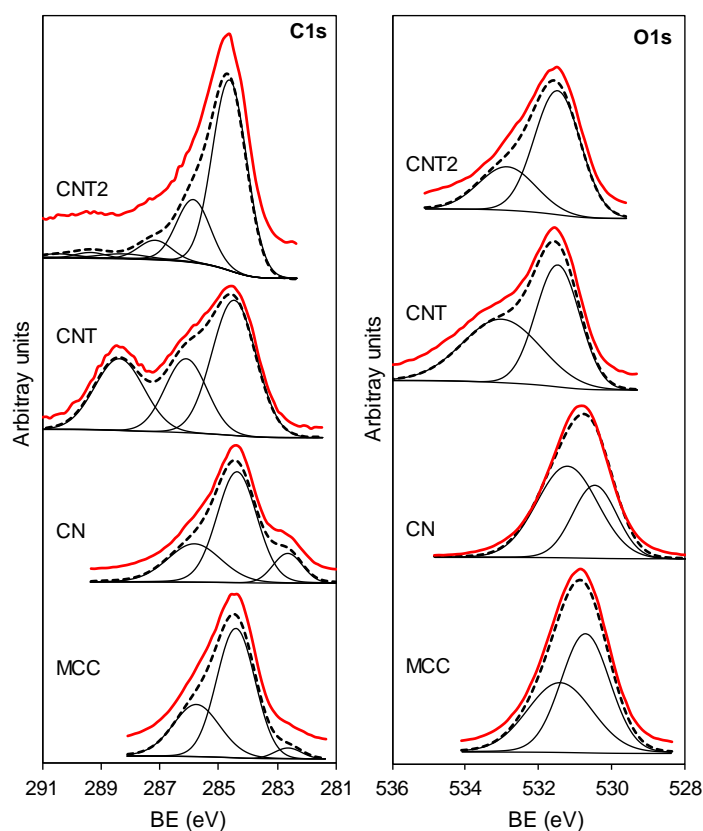 C1s
CNT2
CNT
CN
MCC
Arbitray units
291 289 287 285 283 281
BE (eV)
O1s
CNT2
CNT
CN
MCC
Arbitray units
536 534 532 530 528
BE (eV)